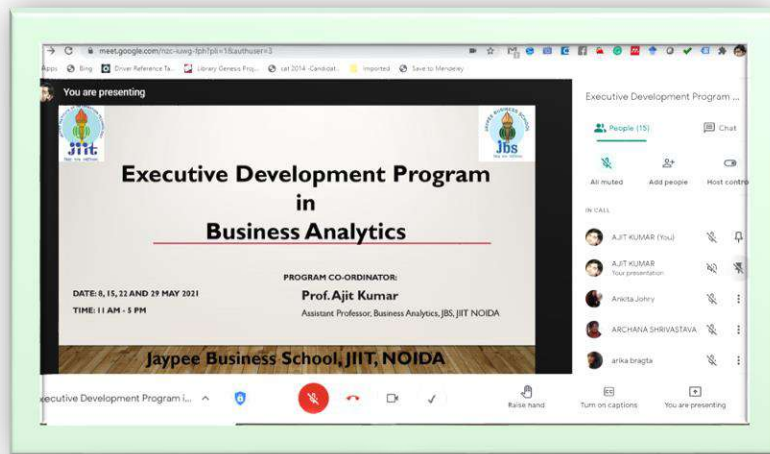 meet.google.com/nzc-iuwg-fph?pli=1&authuser=3
Apps Bing Driver Reference Ta... Library Genesis Proj... cat 2014 -Candidat... Imported Save to Mendeley
You are presenting
jiit
JAYPEE BUSINESS SCHOOL
jbs
Executive Development Program
in
Business Analytics
PROGRAM CO-ORDINATOR:
DATE: 8, 15, 22 AND 29 MAY 2021
Prof. Ajit Kumar
TIME: 11 AM - 5 PM
Assistant Professor, Business Analytics, JBS, JIIT NOIDA
Jaypee Business School, JIIT, NOIDA
Executive Development Program ...
People (15) Chat
All muted Add people Host contro
IN CALL
AJIT KUMAR (You)
AJIT KUMAR
Your presentation
Ankita Johry
ARCHANA SHRIVASTAVA
arika bragta
xecutive Development Program i...
Raise hand Turn on captions You are presenting